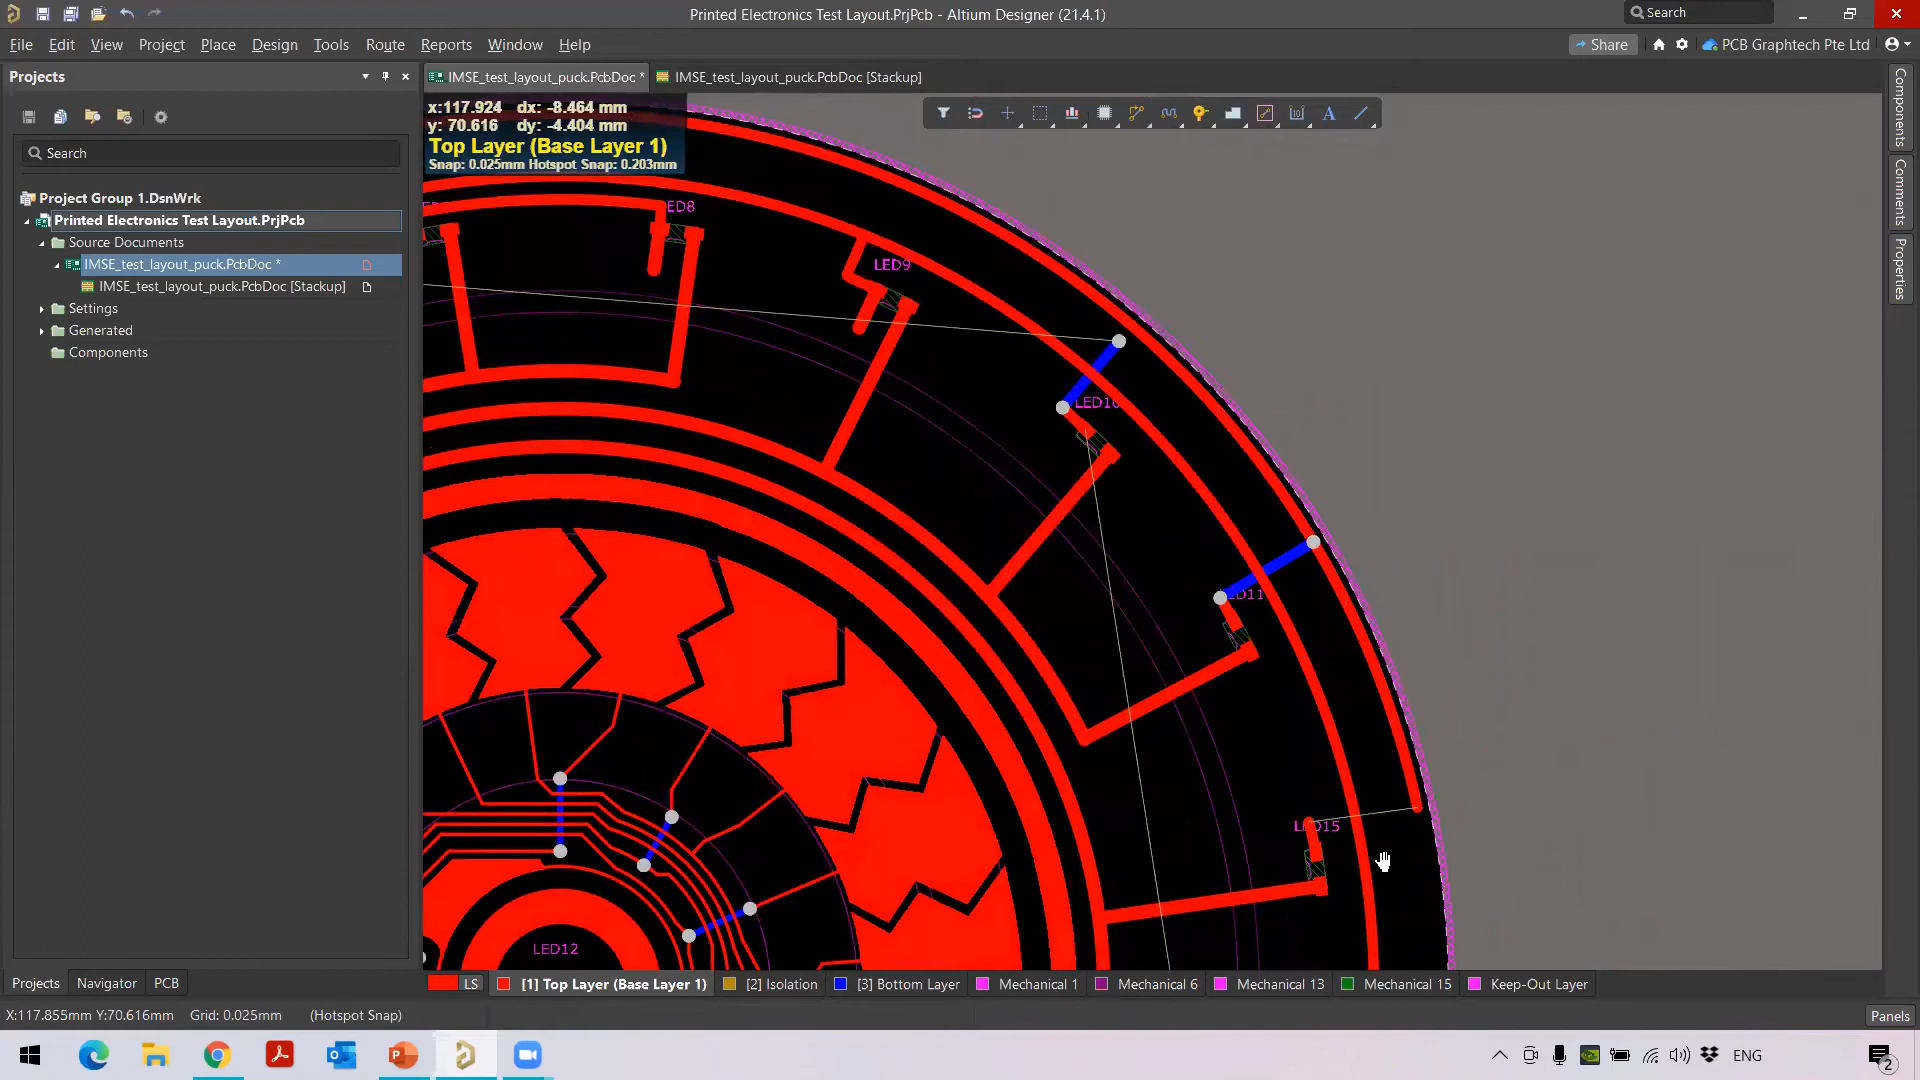 Printed Electronics Test Layout.PrjPcb - Altium Designer (21.4.1)
Search
File Edit View Project Place Design Tools Route Reports Window Help
Share
PCB Graphtech Pte Ltd
Projects
IMSE_test_layout_puck.PcbDoc *
IMSE_test_layout_puck.PcbDoc [Stackup]
x:117.924 dx: -8.464 mm
y: 70.616 dy: -4.404 mm
Top Layer (Base Layer 1)
Snap: 0.025mm Hotspot Snap: 0.203mm
Search
Project Group 1.DsnWrk
Printed Electronics Test Layout.PrjPcb
Source Documents
IMSE_test_layout_puck.PcbDoc *
IMSE_test_layout_puck.PcbDoc [Stackup]
Settings
Generated
Components
Components
Comments
Properties
ED8
LED9
LED10
ED11
LED15
LED12
Projects Navigator PCB
LS
[1] Top Layer (Base Layer 1)
[2] Isolation
[3] Bottom Layer
Mechanical 1
Mechanical 6
Mechanical 13
Mechanical 15
Keep-Out Layer
X:117.855mm Y:70.616mm Grid: 0.025mm (Hotspot Snap)
Panels
ENG
2